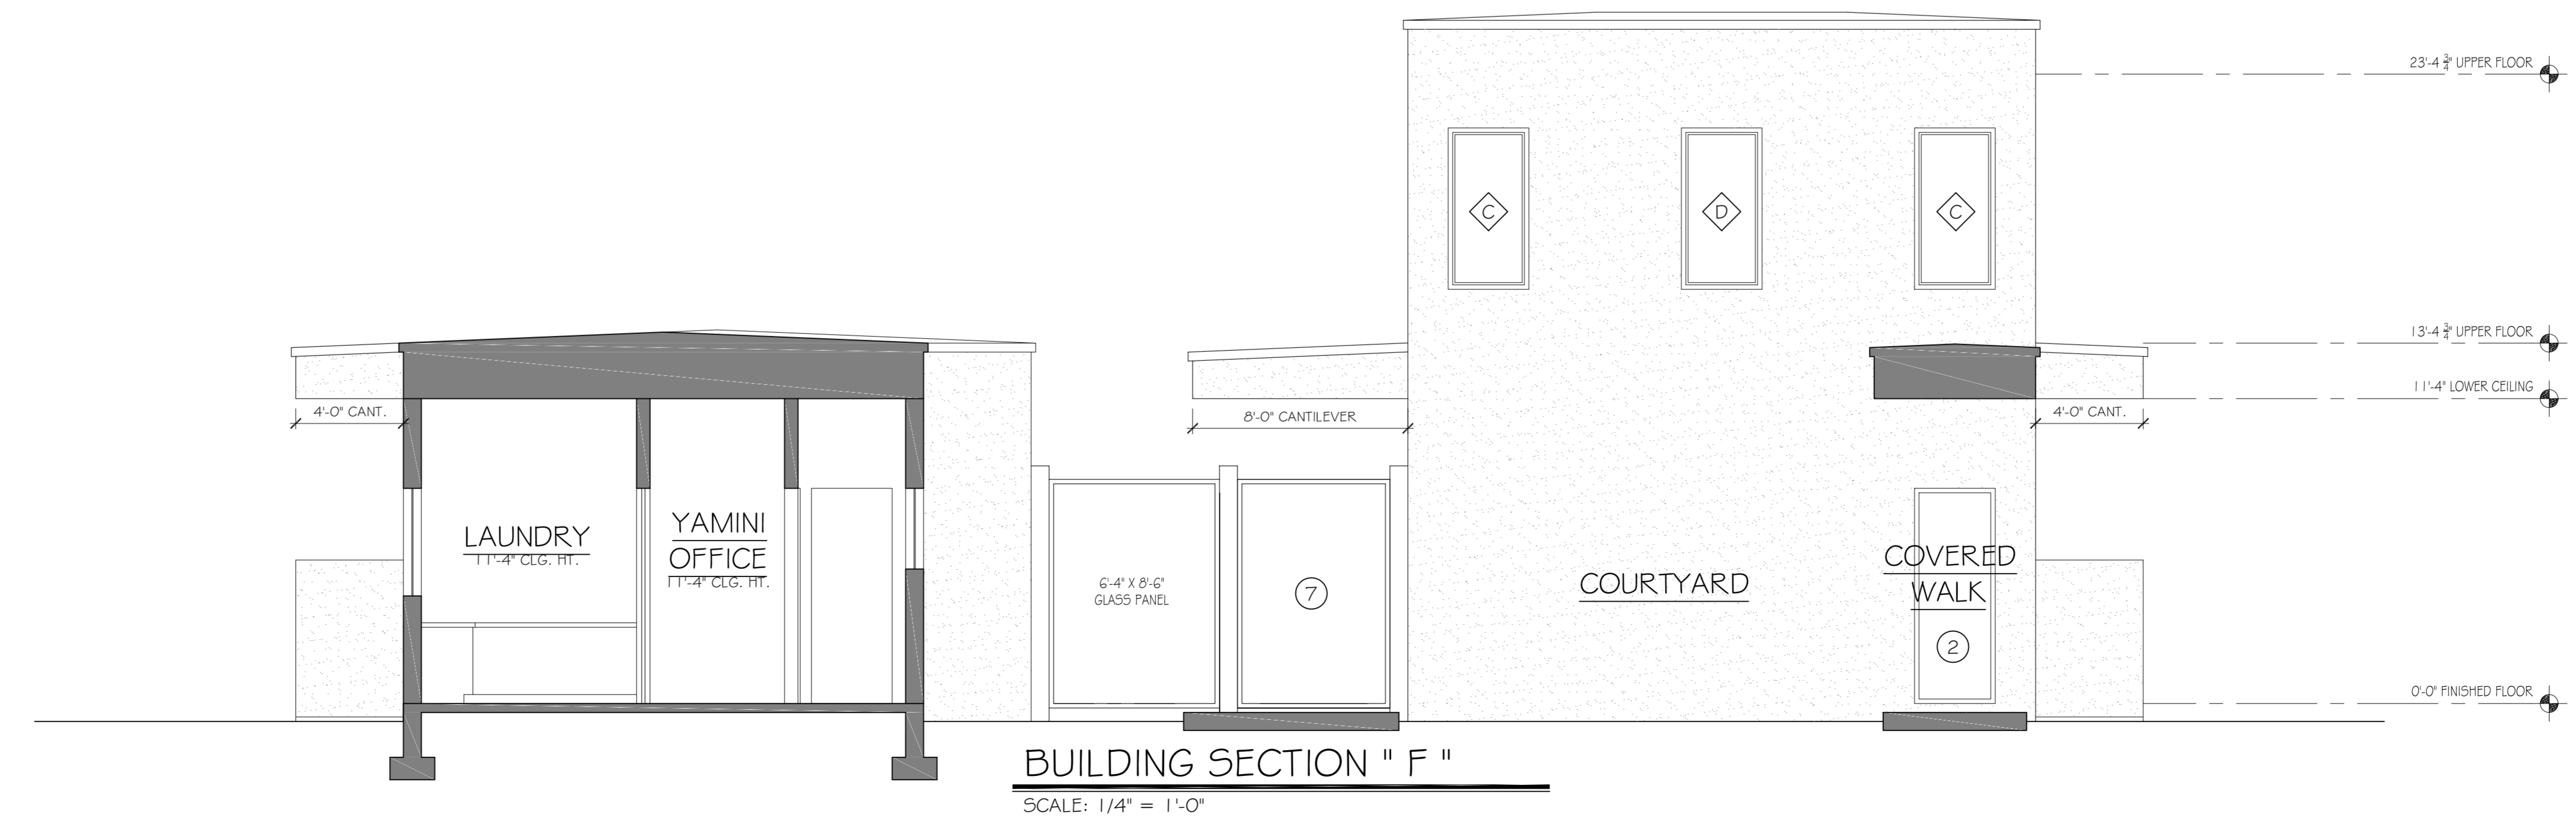 23'-4 3/4" UPPER FLOOR
C
D
C
13'-4 3/4" UPPER FLOOR
11'-4" LOWER CEILING
4'-0" CANT.
8'-0" CANTILEVER
4'-0" CANT.
LAUNDRY
11'-4" CLG. HT.
YAMINI
OFFICE
11'-4" CLG. HT.
6'-4" X 8'-6"
GLASS PANEL
7
COURTYARD
COVERED
WALK
2
0'-0" FINISHED FLOOR
BUILDING SECTION " F "
SCALE: 1/4" = 1'-0"